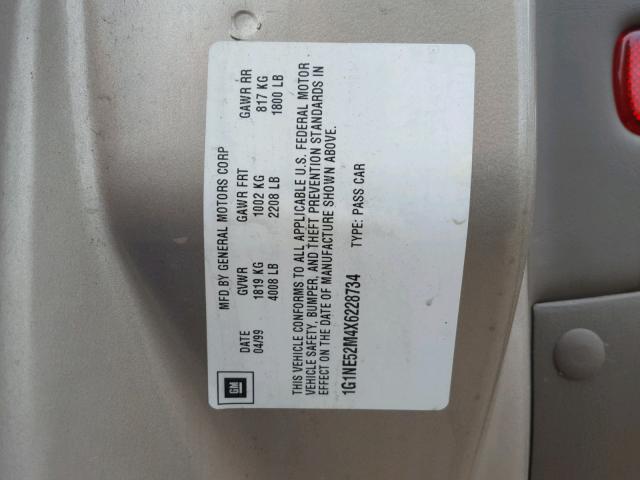 GM
MFD BY GENERAL MOTORS CORP
DATE GVWR GAWR FRT GAWR RR
04/99 1819 KG 1002 KG 817 KG
4008 LB 2208 LB 1800 LB
THIS VEHICLE CONFORMS TO ALL APPLICABLE U.S. FEDERAL MOTOR
VEHICLE SAFETY, BUMPER, AND THEFT PREVENTION STANDARDS IN
EFFECT ON THE DATE OF MANUFACTURE SHOWN ABOVE.
1G1NE52M4X6228734 TYPE: PASS CAR